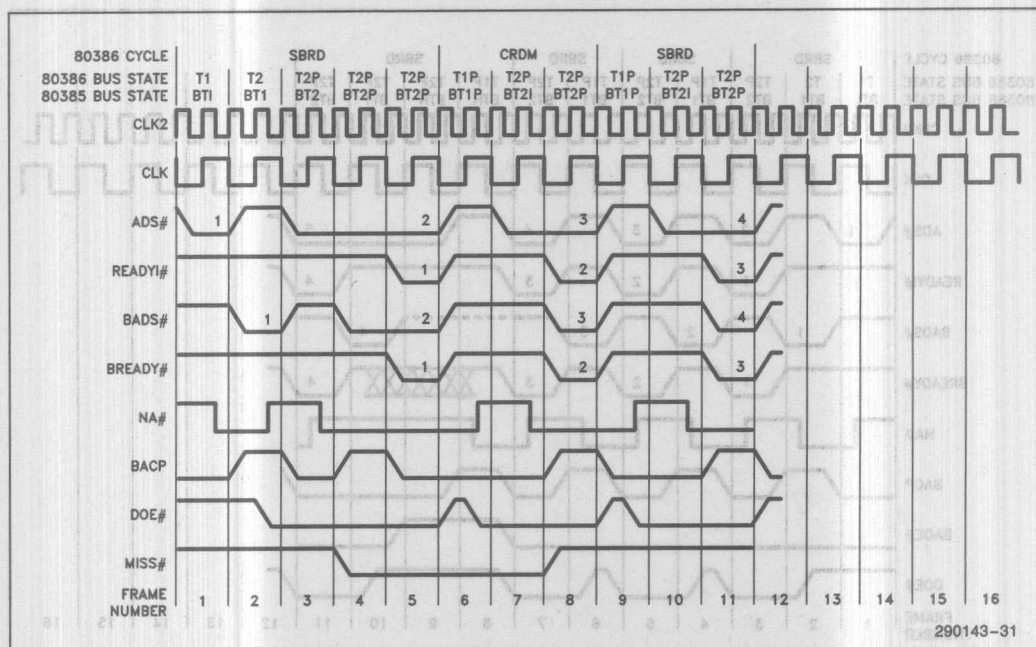 80386 CYCLE SBRD CRDM SBRD
80386 BUS STATE T1 T2 T2P T2P T2P T1P T2P T2P T1P T2P T2P
80385 BUS STATE BTI BT1 BT2 BT2P BT2P BT1P BT2I BT2P BT1P BT2I BT2P
CLK2
CLK
ADS# 1 2 3 4
READYI# 1 2 3
BADS# 1 2 3 4
BREADY# 1 2 3
NA#
BACP
DOE#
MISS#
FRAME
NUMBER 1 2 3 4 5 6 7 8 9 10 11 12 13 14 15 16
290143-31